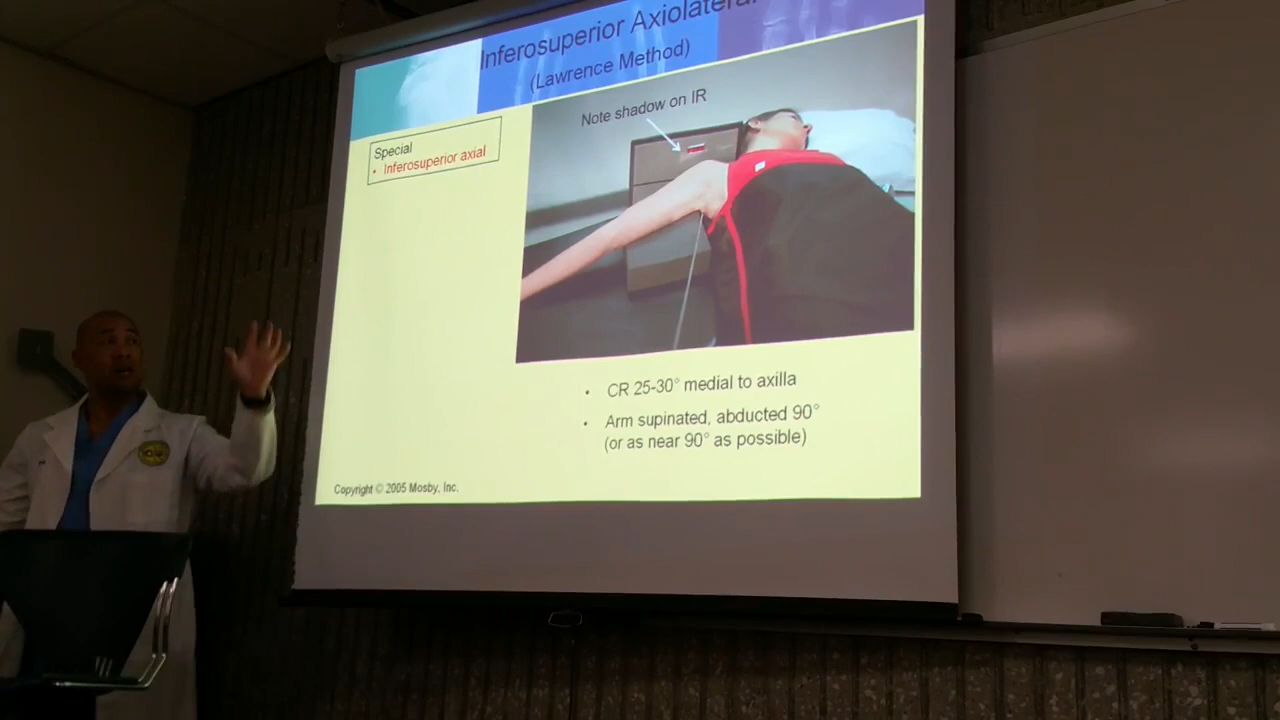 Inferosuperior Axiolateral
(Lawrence Method)
Note shadow on IR
Special
• Inferosuperior axial
• CR 25-30° medial to axilla
• Arm supinated, abducted 90°
(or as near 90° as possible)
Copyright © 2005 Mosby, Inc.